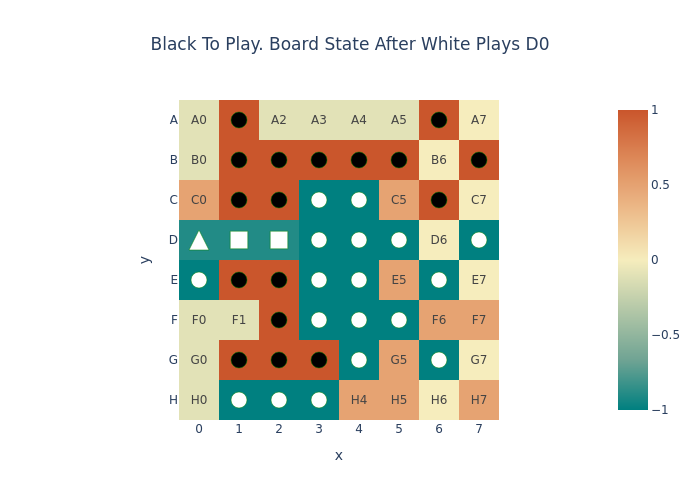 Black To Play. Board State After White Plays D0
A A0 A2 A3 A4 A5 A7
B B0 B6
C C0 C5 C7
D D6
E E5 E7
F F0 F1 F6 F7
G G0 G5 G7
H H0 H4 H5 H6 H7
0 1 2 3 4 5 6 7
x
y
1
0.5
0
−0.5
−1